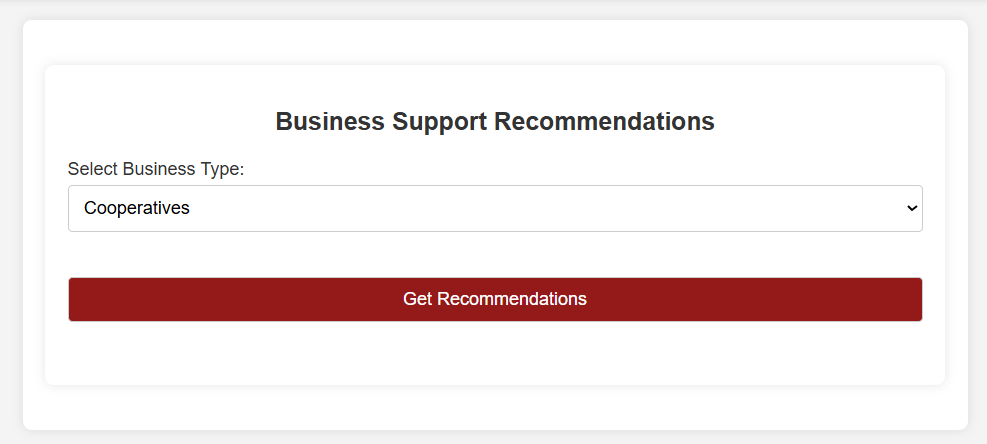 Business Support Recommendations
Select Business Type:
Cooperatives
Get Recommendations